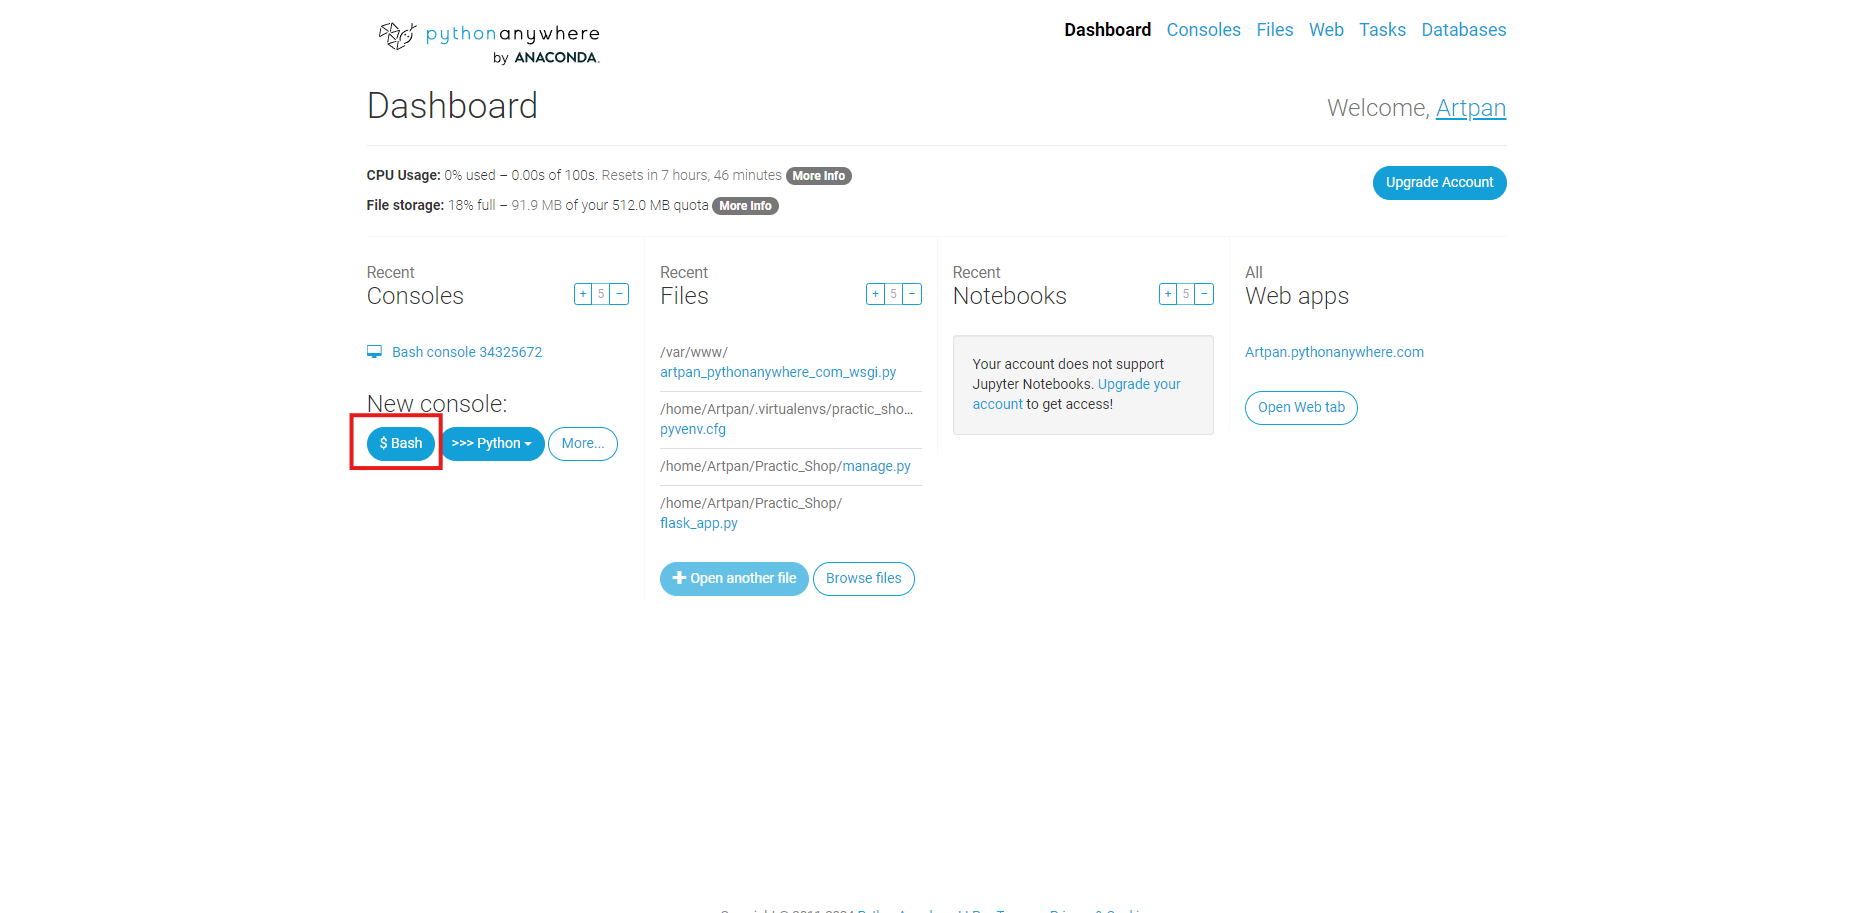 pythonanywhere
by ANACONDA.
Dashboard Consoles Files Web Tasks Databases
Dashboard
Welcome, Artpan
CPU Usage: 0% used – 0.00s of 100s. Resets in 7 hours, 46 minutes More Info
File storage: 18% full – 91.9 MB of your 512.0 MB quota More Info
Upgrade Account
Recent
Consoles
+ 5 −
Bash console 34325672
New console:
$ Bash
>>> Python
More...
Recent
Files
+ 5 −
/var/www/
artpan_pythonanywhere_com_wsgi.py
/home/Artpan/.virtualenvs/practic_sho...
pyvenv.cfg
/home/Artpan/Practic_Shop/manage.py
/home/Artpan/Practic_Shop/
flask_app.py
Open another file
Browse files
Recent
Notebooks
+ 5 −
Your account does not support
Jupyter Notebooks. Upgrade your
account to get access!
All
Web apps
Artpan.pythonanywhere.com
Open Web tab